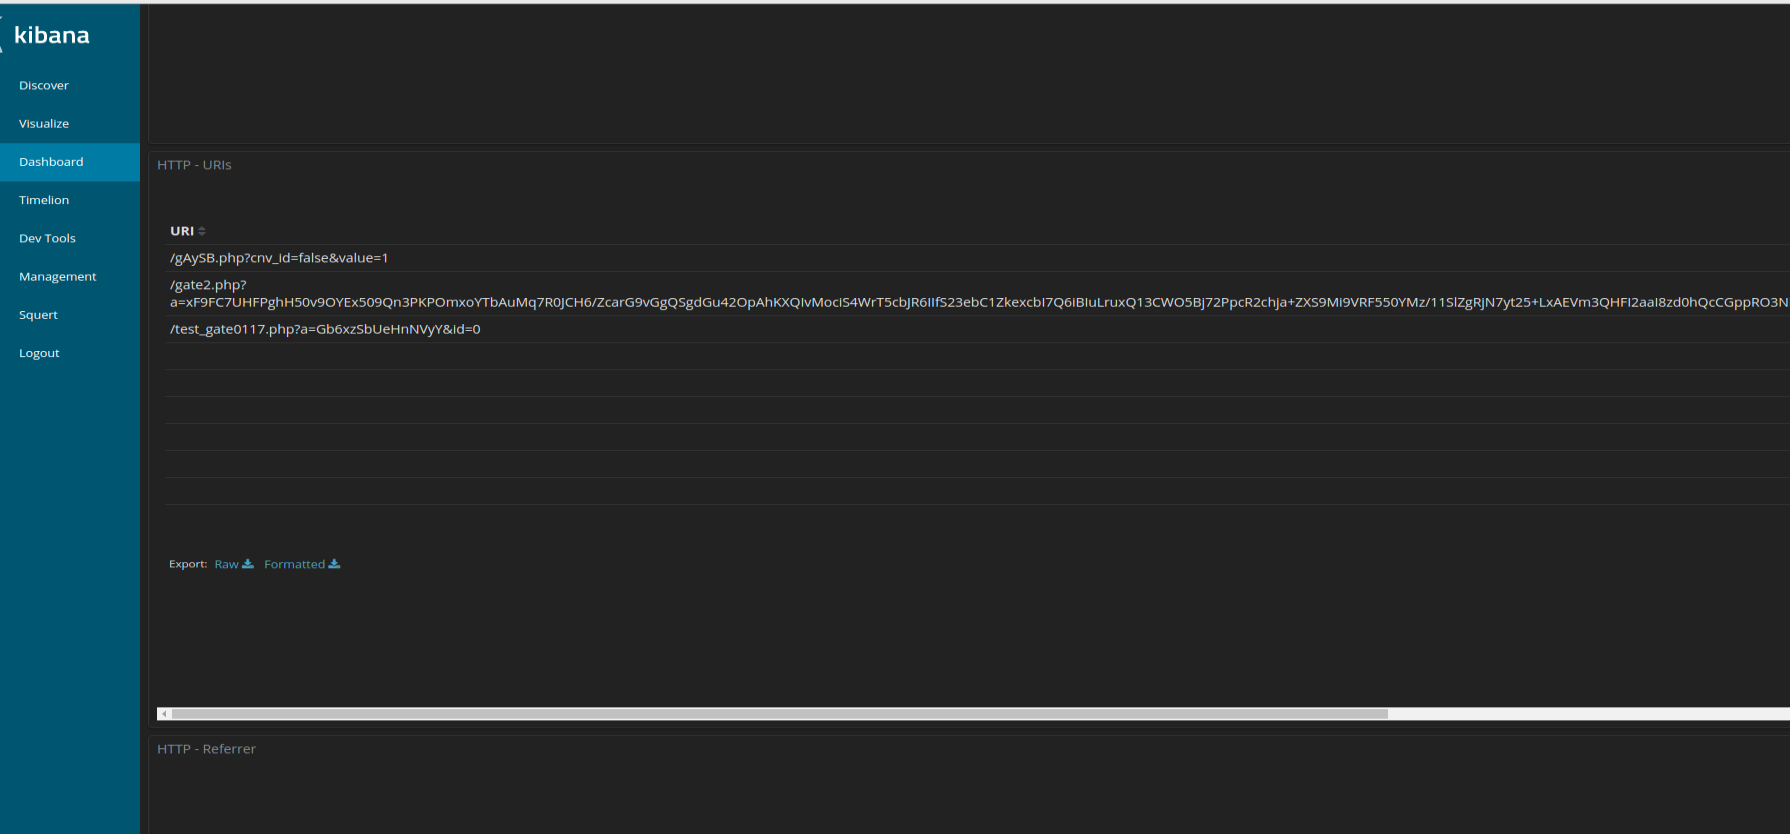 kibana
Discover
Visualize
Dashboard
Timelion
Dev Tools
Management
Squert
Logout
HTTP - URIs
URI
/gAySB.php?cnv_id=false&value=1
/gate2.php?
a=xF9FC7UHFPghH50v9OYEx509Qn3PKPOmxoYTbAuMq7R0JCH6/ZcarG9vGgQSgdGu42OpAhKXQIvMocIS4WrT5cbJR6IIfS23ebC1ZkexcbI7Q6iBIuLruxQ13CWO5Bj72PpcR2chja+ZXS9Mi9VRF550YMz/11SlZgRjN7yt25+LxAEVm3QHFI2aaI8zd0hQcCGppRO3N
/test_gate0117.php?a=Gb6xzSbUeHnNVyY&id=0
Export: Raw Formatted
HTTP - Referrer